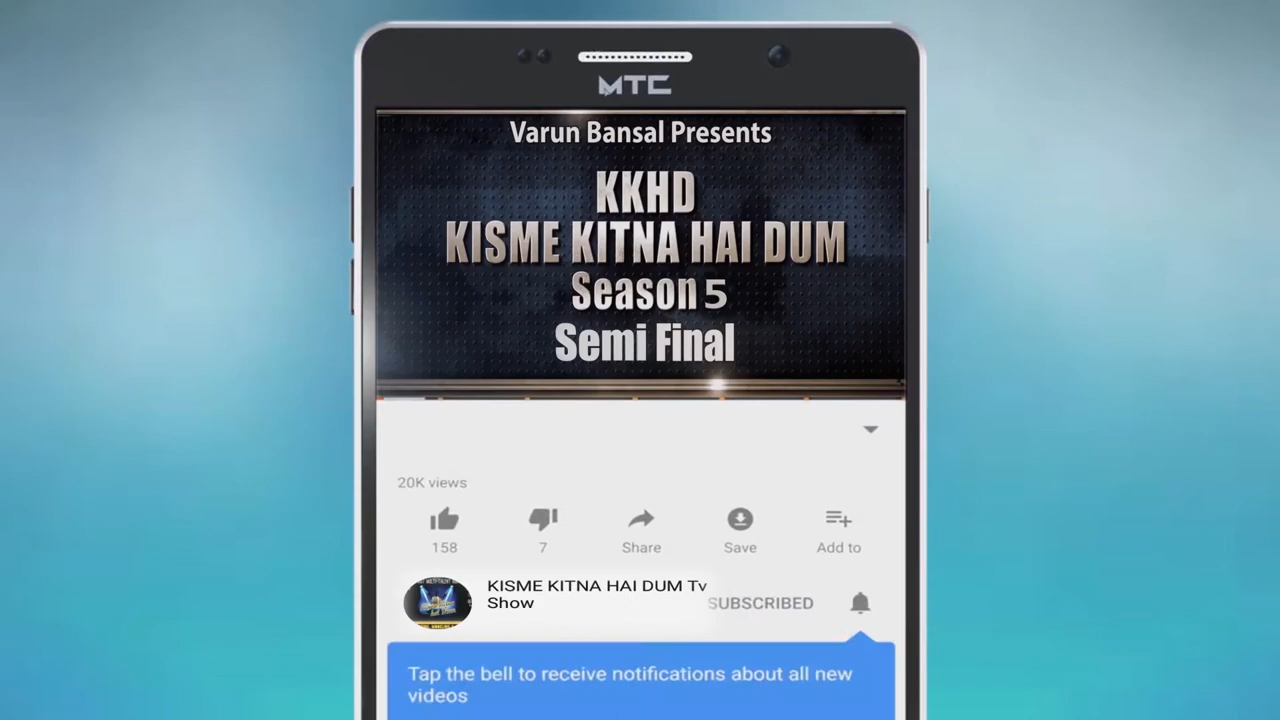 MTC
Varun Bansal Presents
KKHD
KISME KITNA HAI DUM
Season 5
Semi Final
20K views
158
7
Share
Save
Add to
KISME KITNA HAI DUM Tv
Show
SUBSCRIBED
Tap the bell to receive notifications about all new
videos